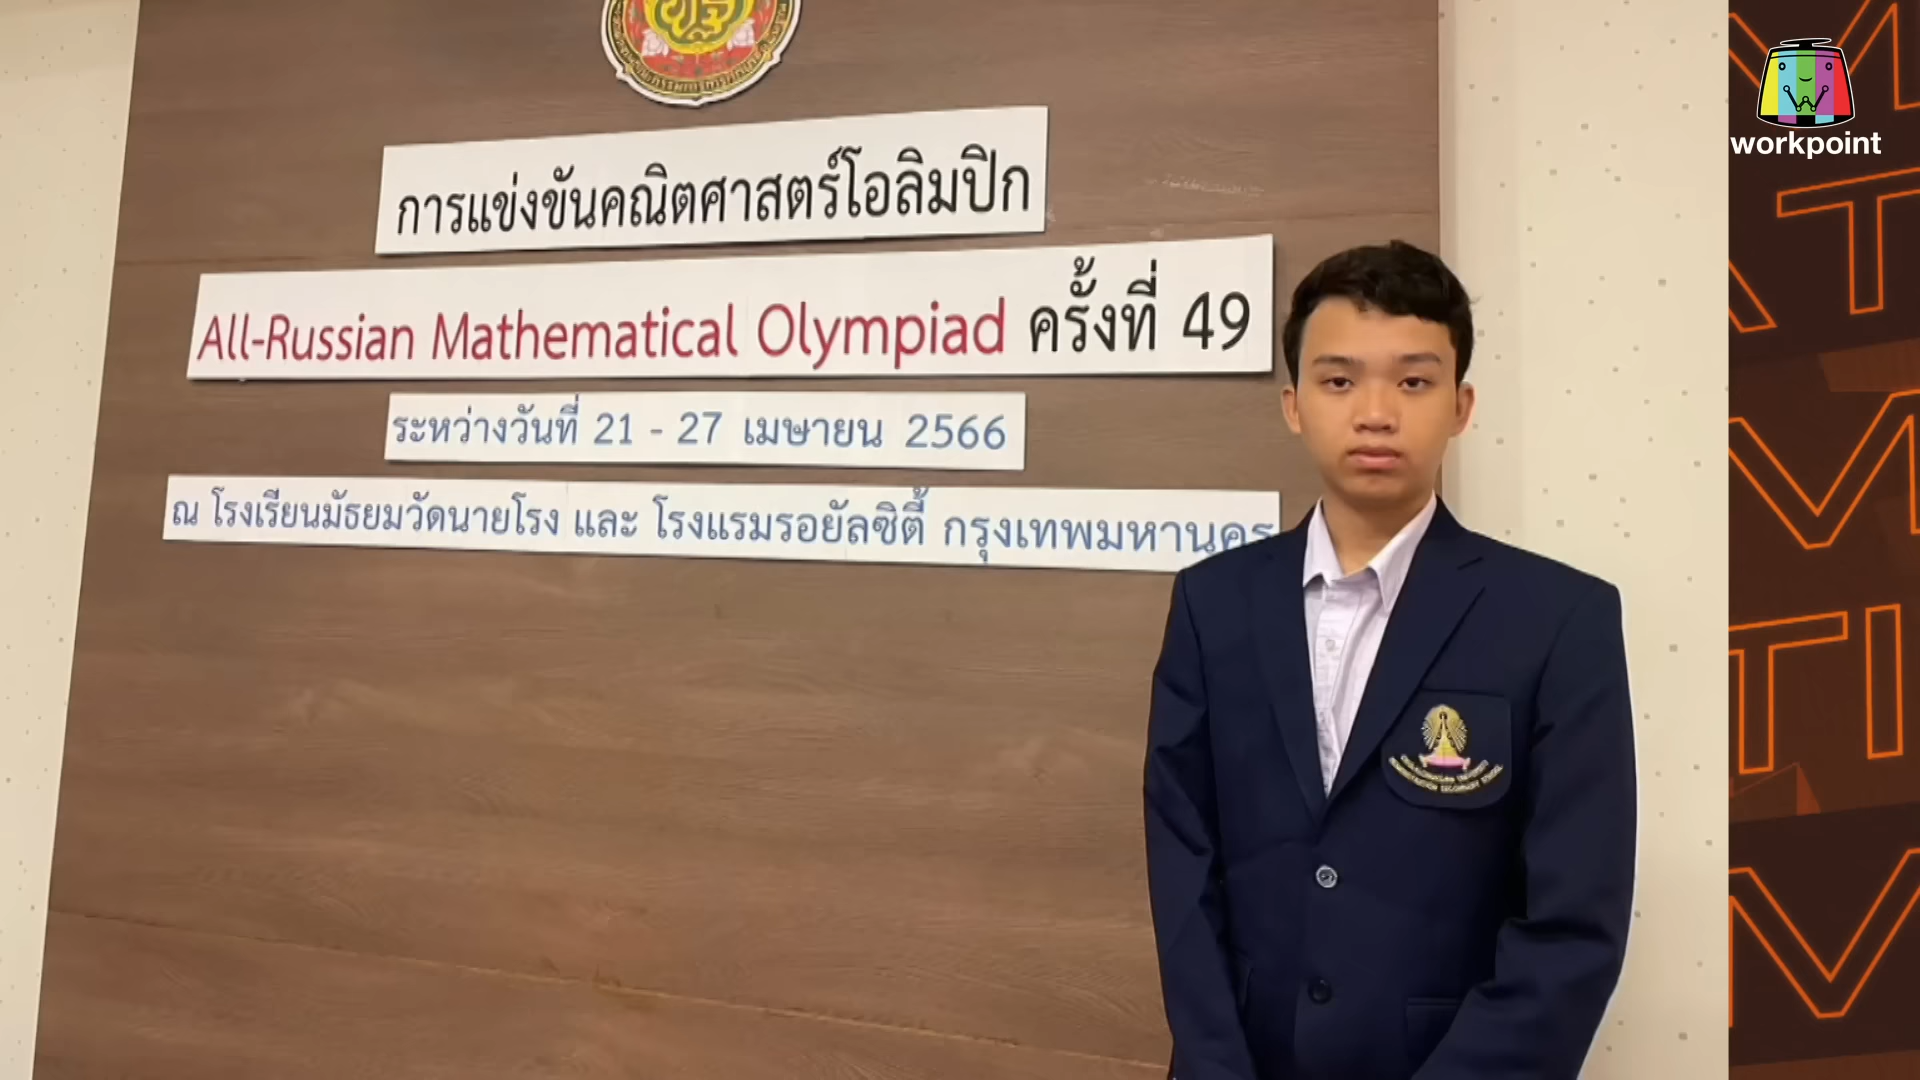 การแข่งขันคณิตศาสตร์โอลิมปิก
All-Russian Mathematical Olympiad ครั้งที่ 49
ระหว่างวันที่ 21 - 27 เมษายน 2566
ณ โรงเรียนมัธยมวัดนายโรง และ โรงแรมรอยัลซิตี้ กรุงเทพมหานคร
workpoint
CHULALONGKORN UNIVERSITY
DEMONSTRATION SECONDARY SCHOOL